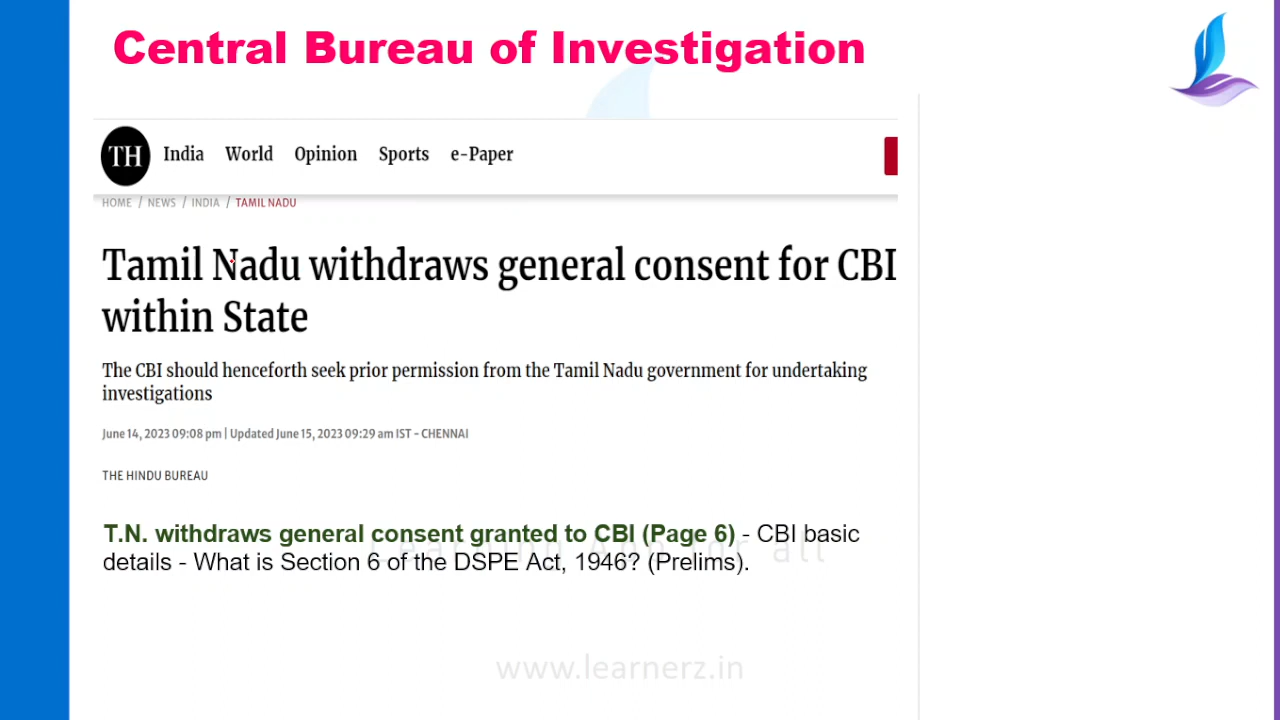 Central Bureau of Investigation
TH India World Opinion Sports e-Paper
HOME / NEWS / INDIA / TAMIL NADU
Tamil Nadu withdraws general consent for CBI
within State
The CBI should henceforth seek prior permission from the Tamil Nadu government for undertaking
investigations
June 14, 2023 09:08 pm | Updated June 15, 2023 09:29 am IST - CHENNAI
THE HINDU BUREAU
T.N. withdraws general consent granted to CBI (Page 6) - CBI basic
details - What is Section 6 of the DSPE Act, 1946? (Prelims).
www.learnerz.in